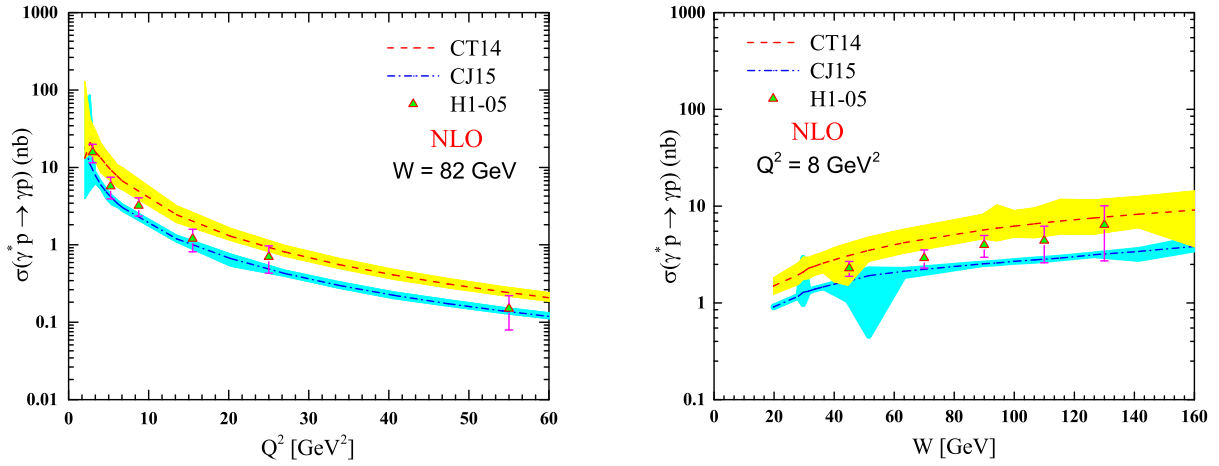 1000
100
10
1
0.1
0.01
σ(γ* p → γp) (nb)
CT14
CJ15
H1-05
NLO
W = 82 GeV
0 10 20 30 40 50 60
Q² [GeV²]
1000
100
10
1
0.1
σ(γ* p → γp) (nb)
CT14
CJ15
H1-05
NLO
Q² = 8 GeV²
0 20 40 60 80 100 120 140 160
W [GeV]